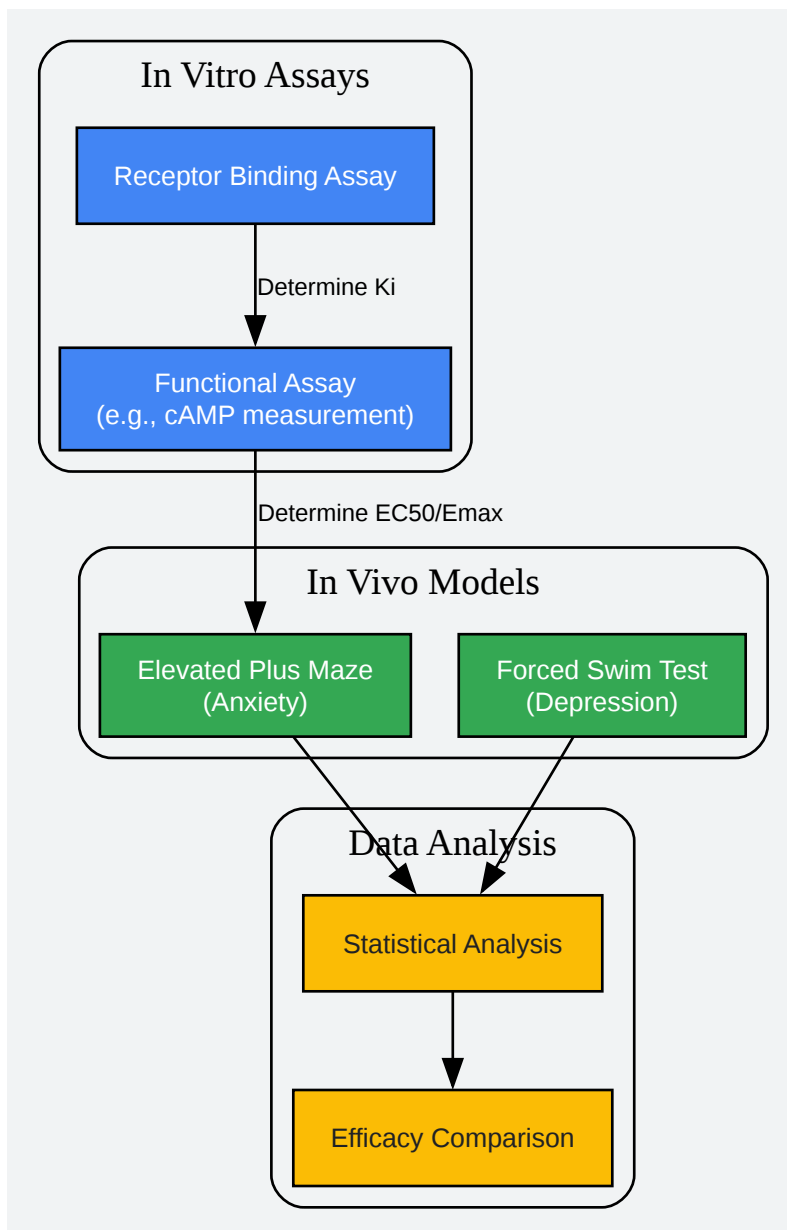 In Vitro Assays
Receptor Binding Assay
Determine Ki
Functional Assay
(e.g., cAMP measurement)
Determine EC50/Emax
In Vivo Models
Elevated Plus Maze
(Anxiety)
Forced Swim Test
(Depression)
Data Analysis
Statistical Analysis
Efficacy Comparison